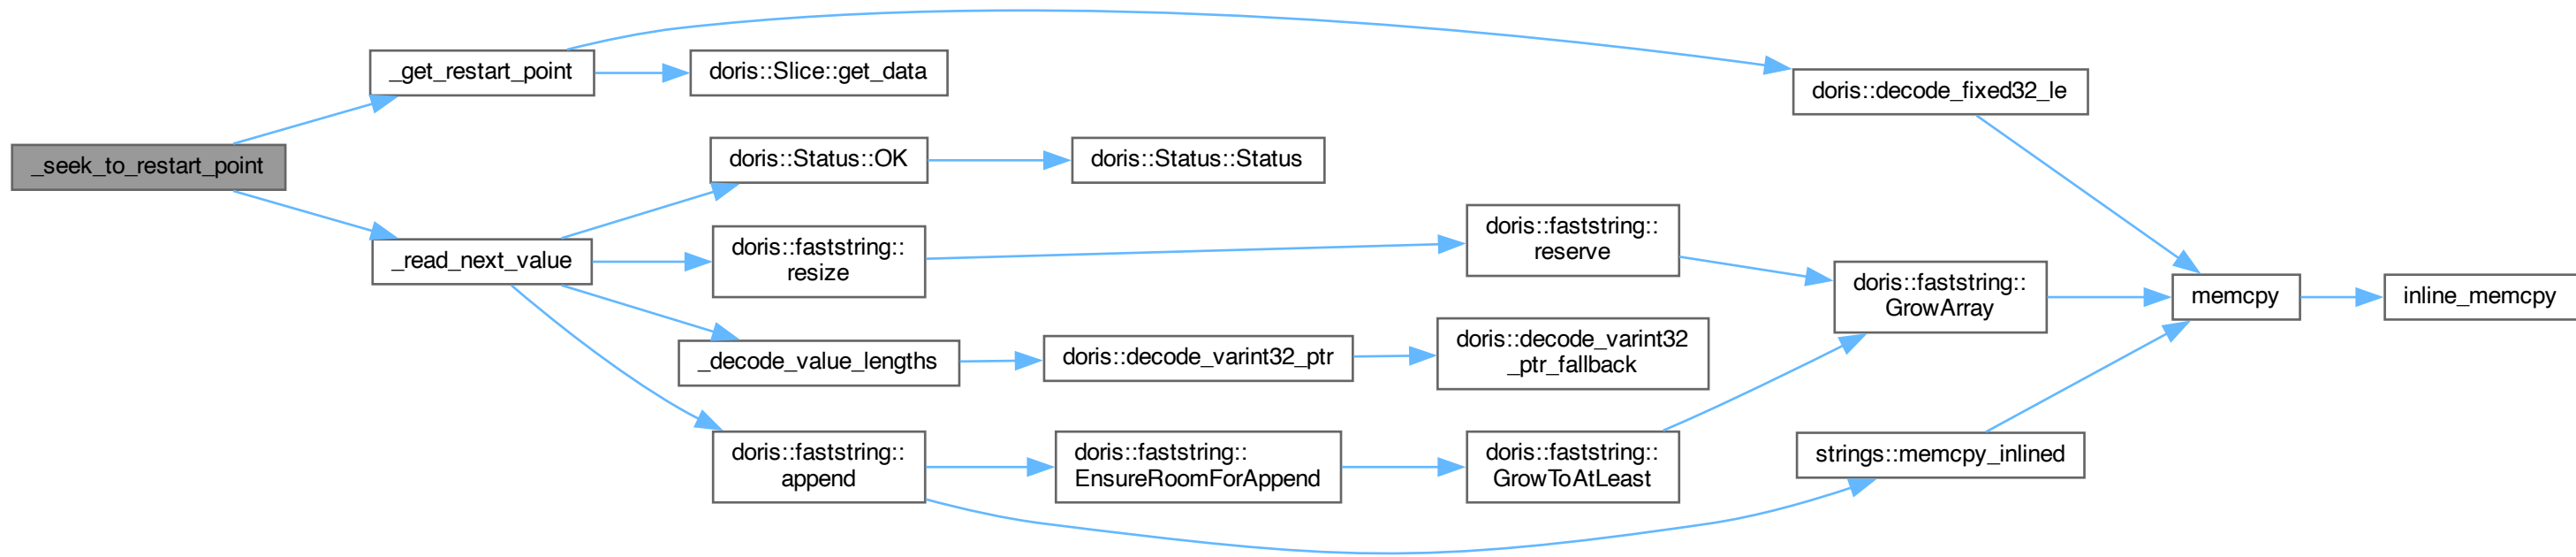 _seek_to_restart_point
_get_restart_point
doris::Slice::get_data
doris::decode_fixed32_le
doris::Status::OK
doris::Status::Status
_read_next_value
doris::faststring::
resize
doris::faststring::
reserve
doris::faststring::
GrowArray
memcpy
inline_memcpy
_decode_value_lengths
doris::decode_varint32_ptr
doris::decode_varint32
_ptr_fallback
doris::faststring::
append
doris::faststring::
EnsureRoomForAppend
doris::faststring::
GrowToAtLeast
strings::memcpy_inlined